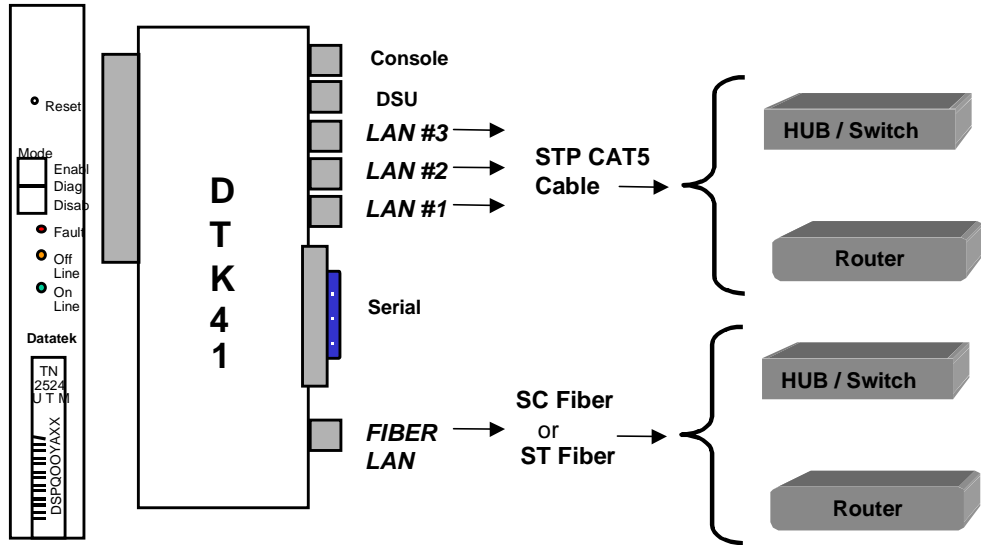 Reset
Mode
Enabl
Diag
Disab
Fault
Off
Line
On
Line
Datatek
TN
2524
U T M
DSPQOOYAXX
D
T
K
4
1
Console
DSU
LAN #3
LAN #2
LAN #1
Serial
FIBER
LAN
STP CAT5
Cable
SC Fiber
or
ST Fiber
HUB / Switch
Router
HUB / Switch
Router